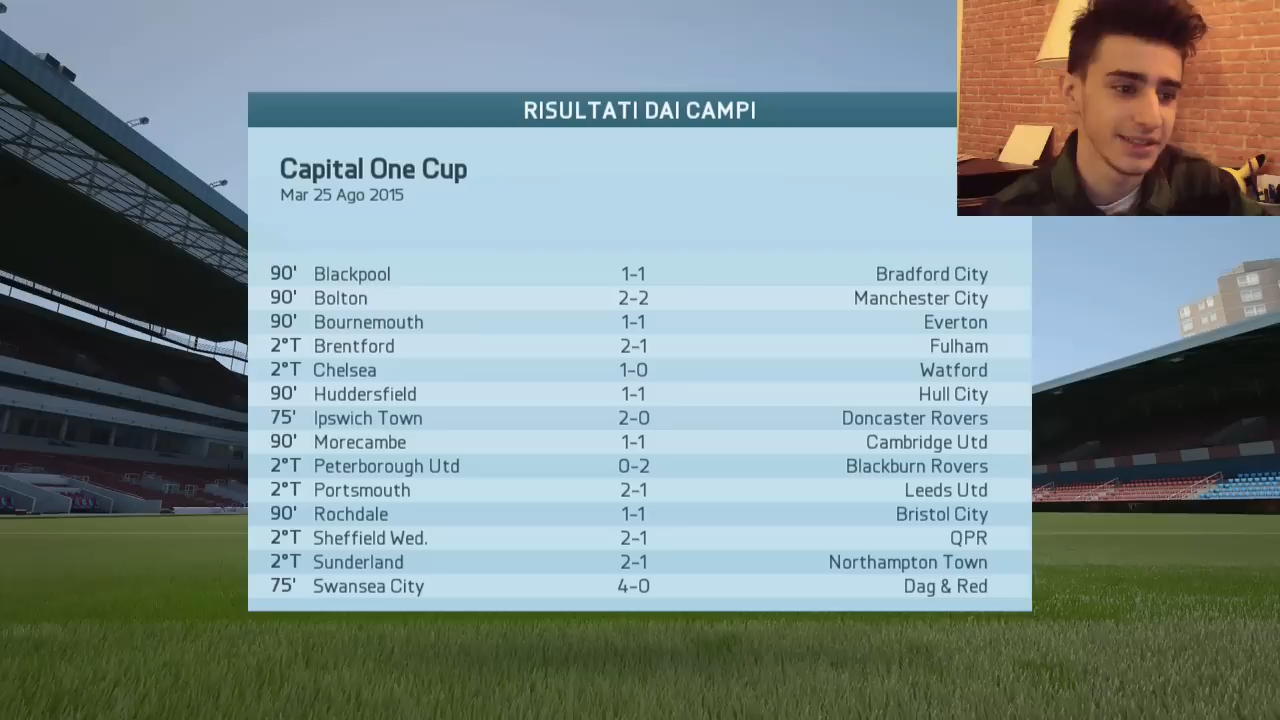 RISULTATI DAI CAMPI
Capital One Cup
Mar 25 Ago 2015
90' Blackpool 1-1 Bradford City
90' Bolton 2-2 Manchester City
90' Bournemouth 1-1 Everton
2°T Brentford 2-1 Fulham
2°T Chelsea 1-0 Watford
90' Huddersfield 1-1 Hull City
75' Ipswich Town 2-0 Doncaster Rovers
90' Morecambe 1-1 Cambridge Utd
2°T Peterborough Utd 0-2 Blackburn Rovers
2°T Portsmouth 2-1 Leeds Utd
90' Rochdale 1-1 Bristol City
2°T Sheffield Wed. 2-1 QPR
2°T Sunderland 2-1 Northampton Town
75' Swansea City 4-0 Dag & Red